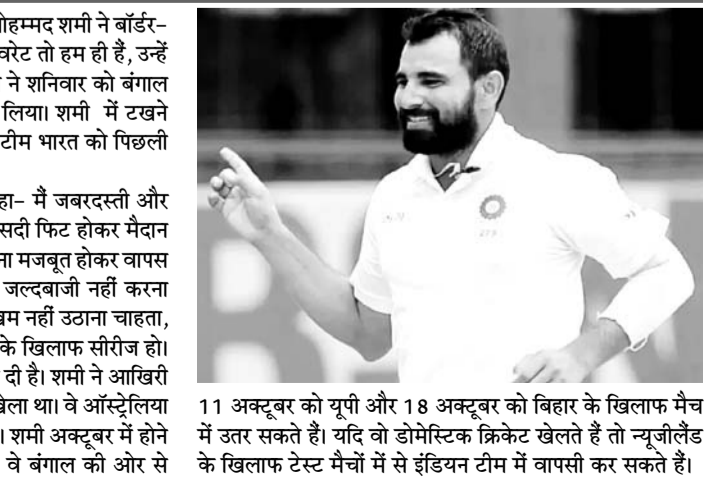 मोहम्मद शमी ने बॉर्डर–
तो हम ही हैं, उन्हें
ने शनिवार को बंगाल
लिया। शमी में टखने
टीम भारत को पिछली
मैं जबरदस्ती और
फिट होकर मैदान
मजबूत होकर वापस
जल्दबाजी नहीं करना
नहीं उठाना चाहता,
के खिलाफ सीरीज हो।
दी है। शमी ने आखिरी
था। वे ऑस्ट्रेलिया
शमी अक्टूबर में होने
वे बंगाल की ओर से
11 अक्टूबर को यूपी और 18 अक्टूबर को बिहार के खिलाफ मैच
में उतर सकते हैं। यदि वो डोमेस्टिक क्रिकेट खेलते हैं तो न्यूजीलैंड
के खिलाफ टेस्ट मैचों में से इंडियन टीम में वापसी कर सकते हैं।